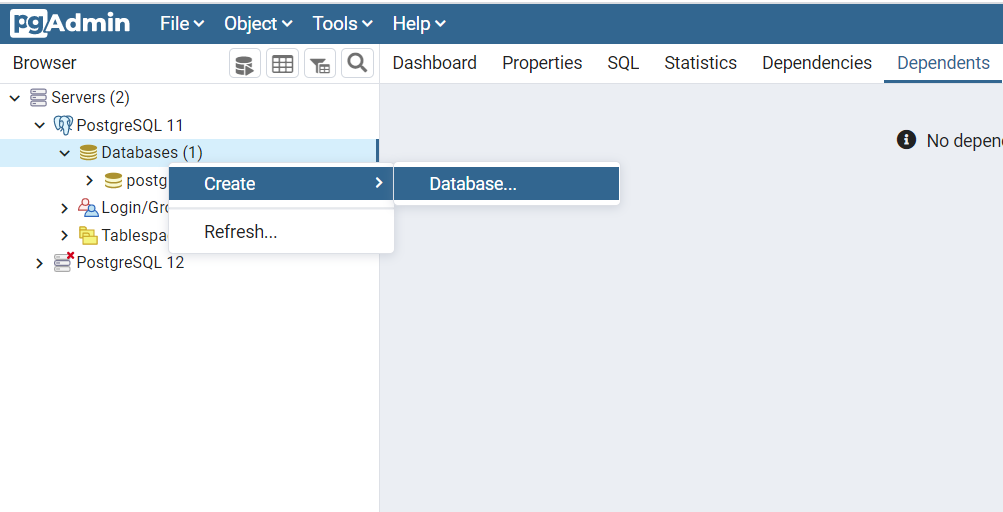 pgAdmin File Object Tools Help
Browser Dashboard Properties SQL Statistics Dependencies Dependents
Servers (2)
PostgreSQL 11
Databases (1)
No depen
postg
Create Database...
Login/Gro
Refresh...
Tablespa
PostgreSQL 12